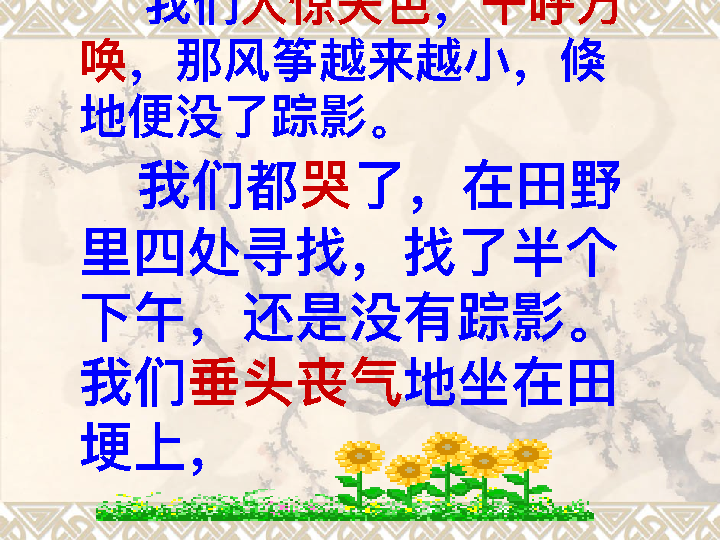 我们大惊失色，千呼万
唤，那风筝越来越小，倏
地便没了踪影。
我们都哭了，在田野
里四处寻找，找了半个
下午，还是没有踪影。
我们垂头丧气地坐在田
埂上，